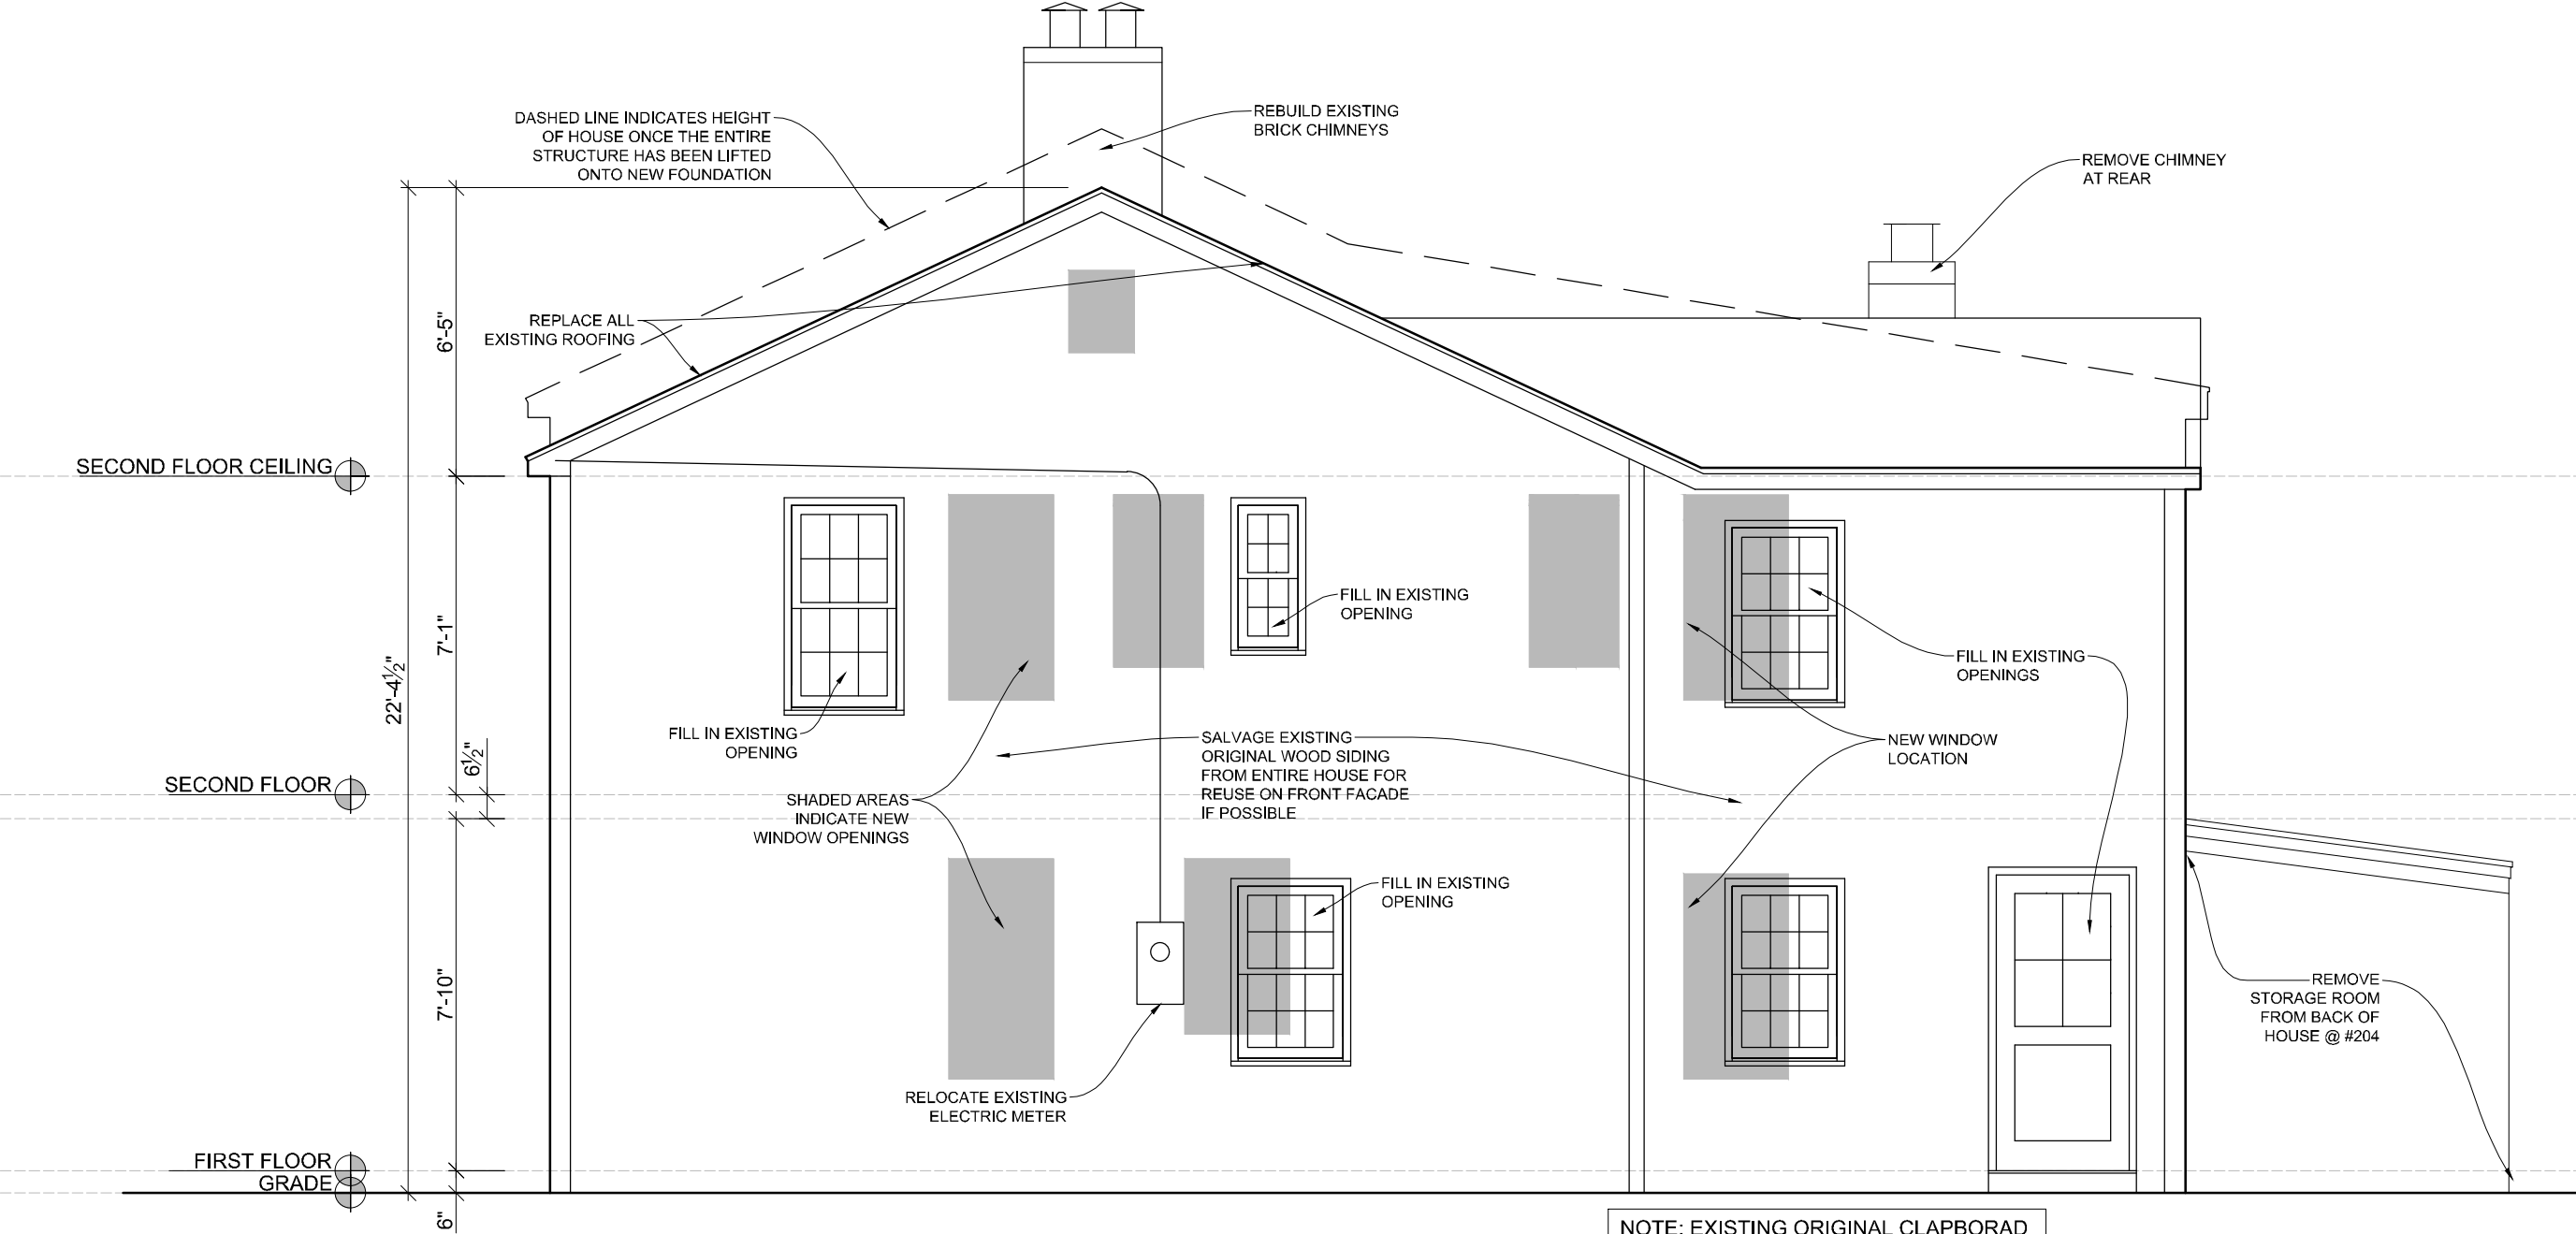 DASHED LINE INDICATES HEIGHT
OF HOUSE ONCE THE ENTIRE
STRUCTURE HAS BEEN LIFTED
ONTO NEW FOUNDATION
REBUILD EXISTING
BRICK CHIMNEYS
REMOVE CHIMNEY
AT REAR
REPLACE ALL
EXISTING ROOFING
6'-5"
SECOND FLOOR CEILING
7'-1"
22'-4½"
6½"
FILL IN EXISTING
OPENING
FILL IN EXISTING
OPENINGS
FILL IN EXISTING
OPENING
SALVAGE EXISTING
ORIGINAL WOOD SIDING
FROM ENTIRE HOUSE FOR
REUSE ON FRONT FACADE
IF POSSIBLE
NEW WINDOW
LOCATION
SECOND FLOOR
SHADED AREAS
INDICATE NEW
WINDOW OPENINGS
FILL IN EXISTING
OPENING
7'-10"
REMOVE
STORAGE ROOM
FROM BACK OF
HOUSE @ #204
RELOCATE EXISTING
ELECTRIC METER
FIRST FLOOR
GRADE
6"
NOTE: EXISTING ORIGINAL CLAPBORAD